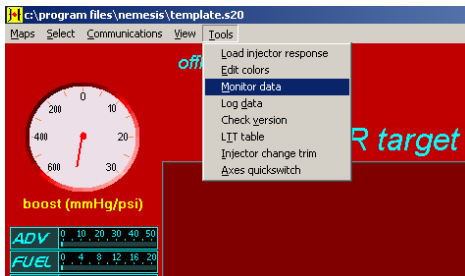 c:\program files\nemesis\template.s20
Maps Select Communications View Tools
Load injector response
Edit colors
Monitor data
Log data
Check version
LTT table
Injector change trim
Axes quickswitch
offl
R target
0
200 10
400 20
600 30
boost (mmHg/psi)
ADV 0 10 20 30 40 50
FUEL 0 4 8 12 16 20